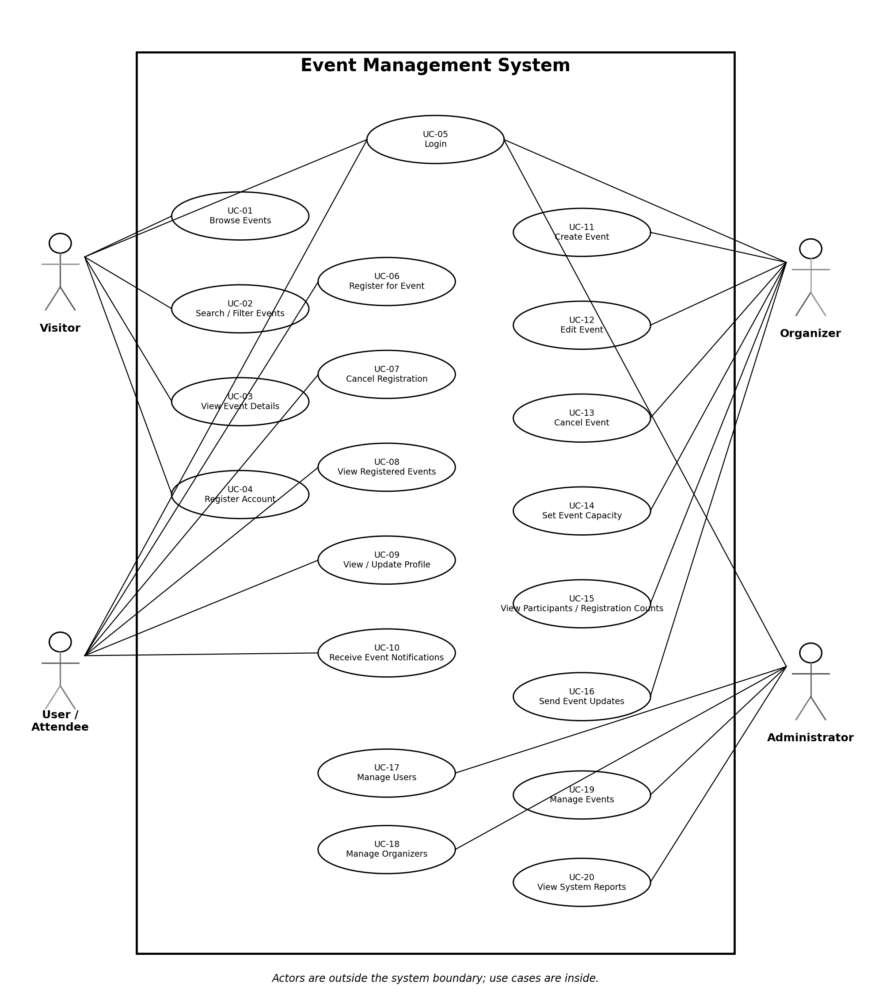 Event Management System
UC-05
Login
UC-01
Browse Events
UC-02
Search / Filter Events
UC-03
View Event Details
UC-04
Register Account
UC-06
Register for Event
UC-07
Cancel Registration
UC-08
View Registered Events
UC-09
View / Update Profile
UC-10
Receive Event Notifications
UC-11
Create Event
UC-12
Edit Event
UC-13
Cancel Event
UC-14
Set Event Capacity
UC-15
View Participants / Registration Counts
UC-16
Send Event Updates
UC-17
Manage Users
UC-18
Manage Organizers
UC-19
Manage Events
UC-20
View System Reports
Visitor
User /
Attendee
Organizer
Administrator
Actors are outside the system boundary; use cases are inside.